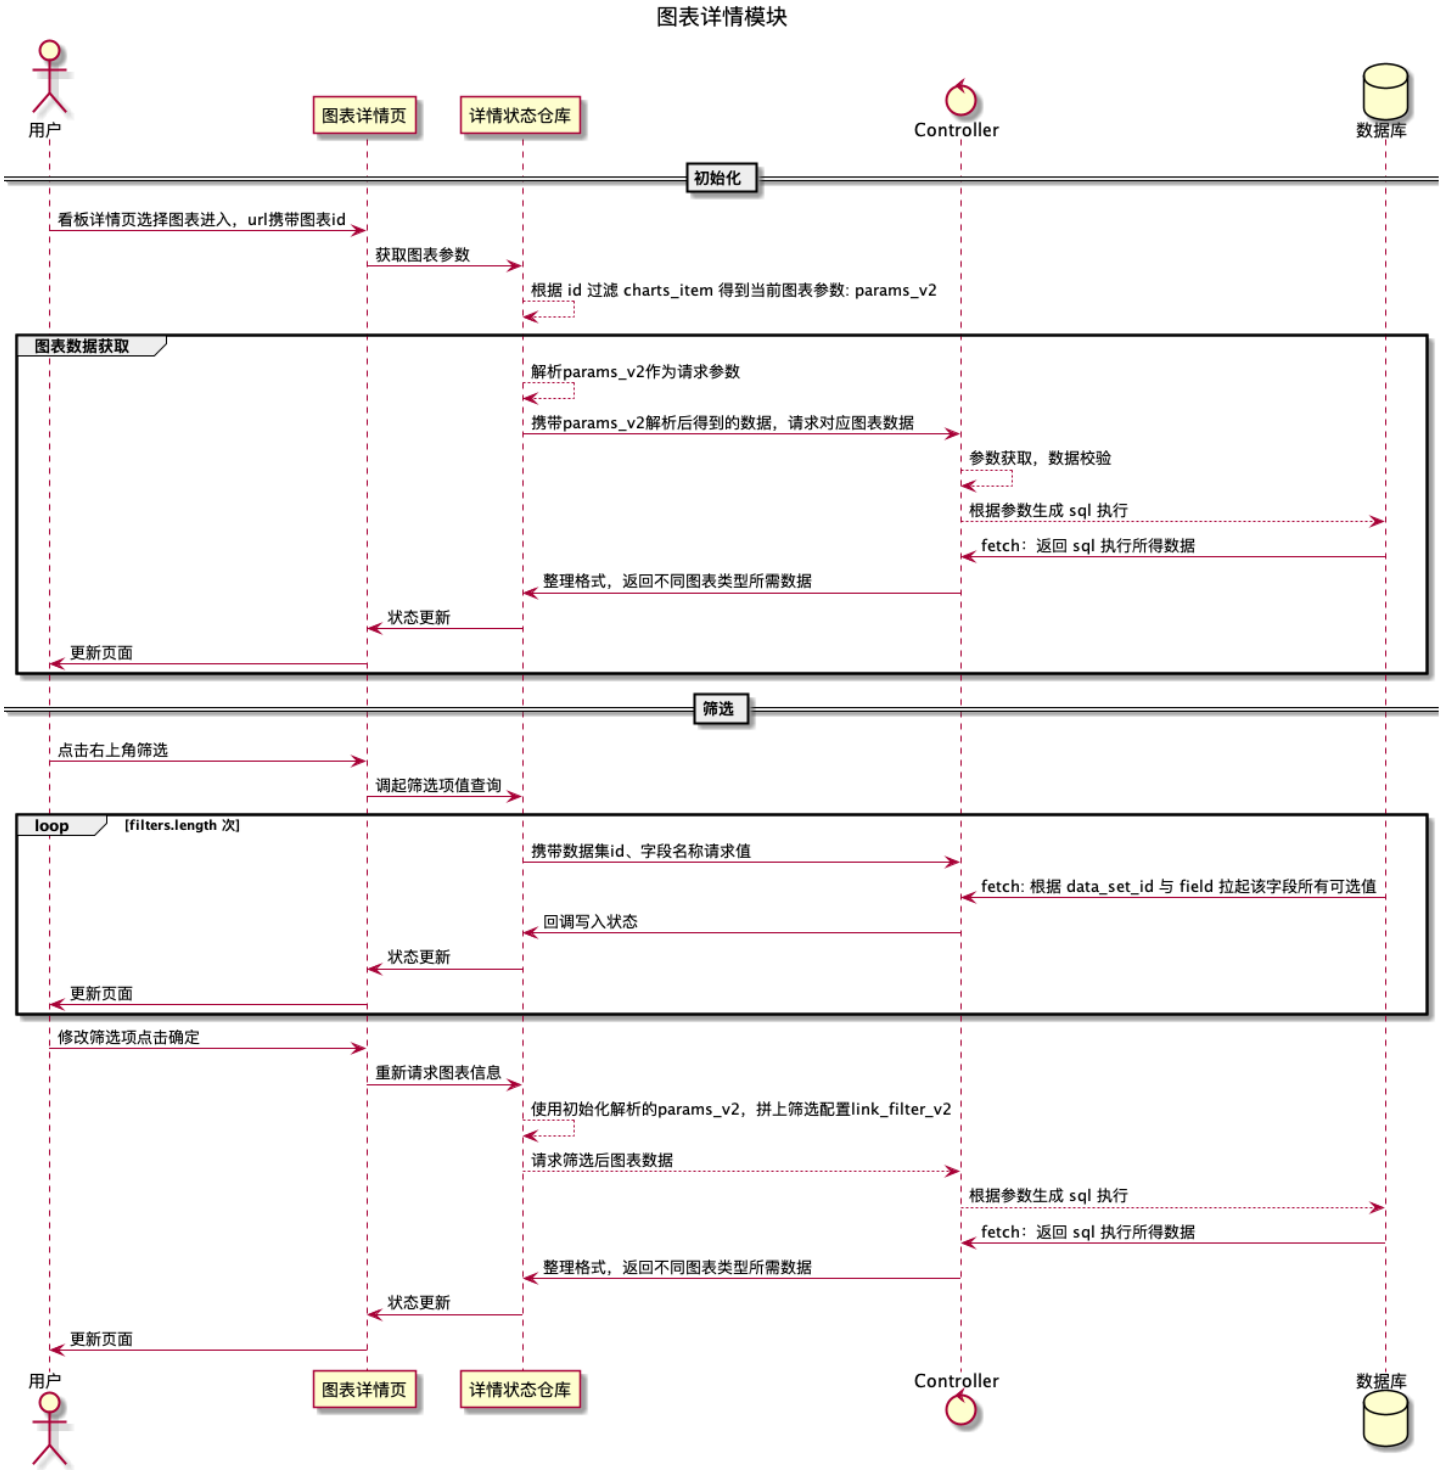 图表详情模块
用户
图表详情页
详情状态仓库
Controller
数据库
初始化
看板详情页选择图表进入，url携带图表id
获取图表参数
根据 id 过滤 charts_item 得到当前图表参数: params_v2
图表数据获取
解析params_v2作为请求参数
携带params_v2解析后得到的数据，请求对应图表数据
参数获取，数据校验
根据参数生成 sql 执行
fetch：返回 sql 执行所得数据
整理格式，返回不同图表类型所需数据
状态更新
更新页面
筛选
点击右上角筛选
调起筛选项值查询
loop [filters.length 次]
携带数据集id、字段名称请求值
fetch: 根据 data_set_id 与 field 拉起该字段所有可选值
回调写入状态
状态更新
更新页面
修改筛选项点击确定
重新请求图表信息
使用初始化解析的params_v2，拼上筛选配置link_filter_v2
请求筛选后图表数据
根据参数生成 sql 执行
fetch：返回 sql 执行所得数据
整理格式，返回不同图表类型所需数据
状态更新
更新页面
用户
图表详情页
详情状态仓库
Controller
数据库